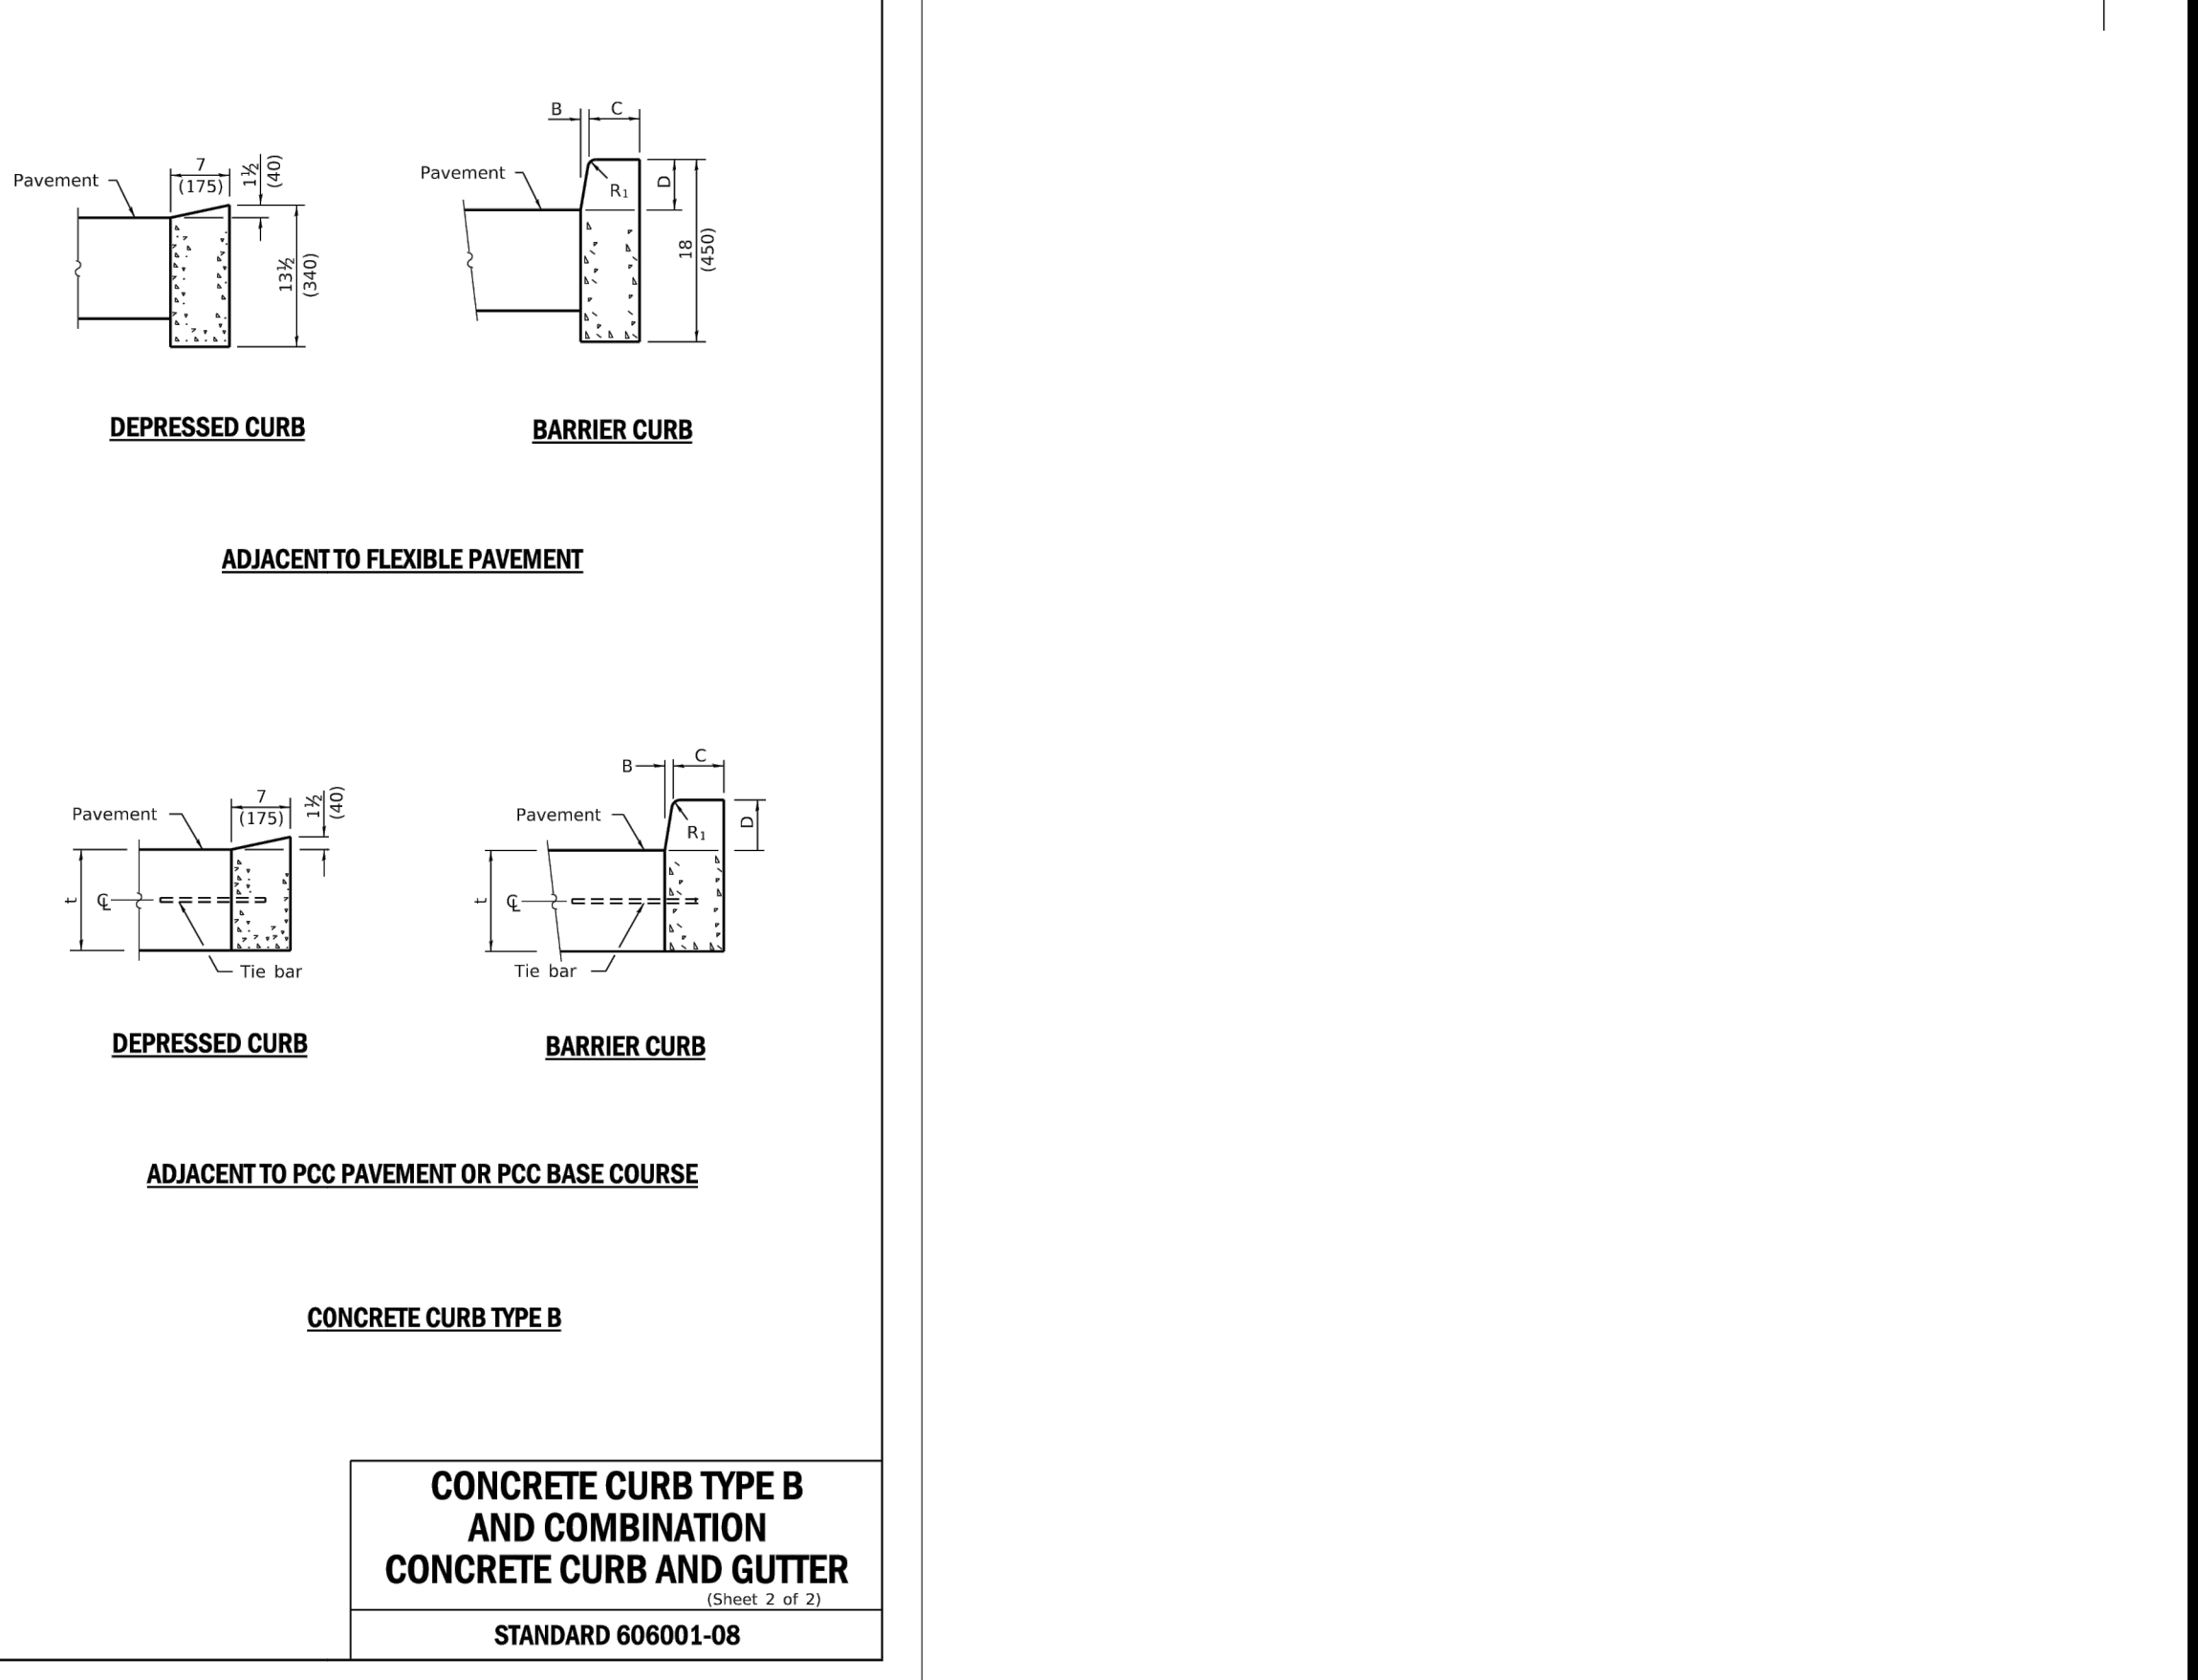 B
C
7
(175)
1½
(40)
Pavement
Pavement
R1
D
13½
(340)
18
(450)
DEPRESSED CURB
BARRIER CURB
ADJACENT TO FLEXIBLE PAVEMENT
B
C
7
(175)
1½
(40)
Pavement
Pavement
R1
D
t
℄
t
℄
Tie bar
Tie bar
DEPRESSED CURB
BARRIER CURB
ADJACENT TO PCC PAVEMENT OR PCC BASE COURSE
CONCRETE CURB TYPE B
CONCRETE CURB TYPE B
AND COMBINATION
CONCRETE CURB AND GUTTER
(Sheet 2 of 2)
STANDARD 606001-08